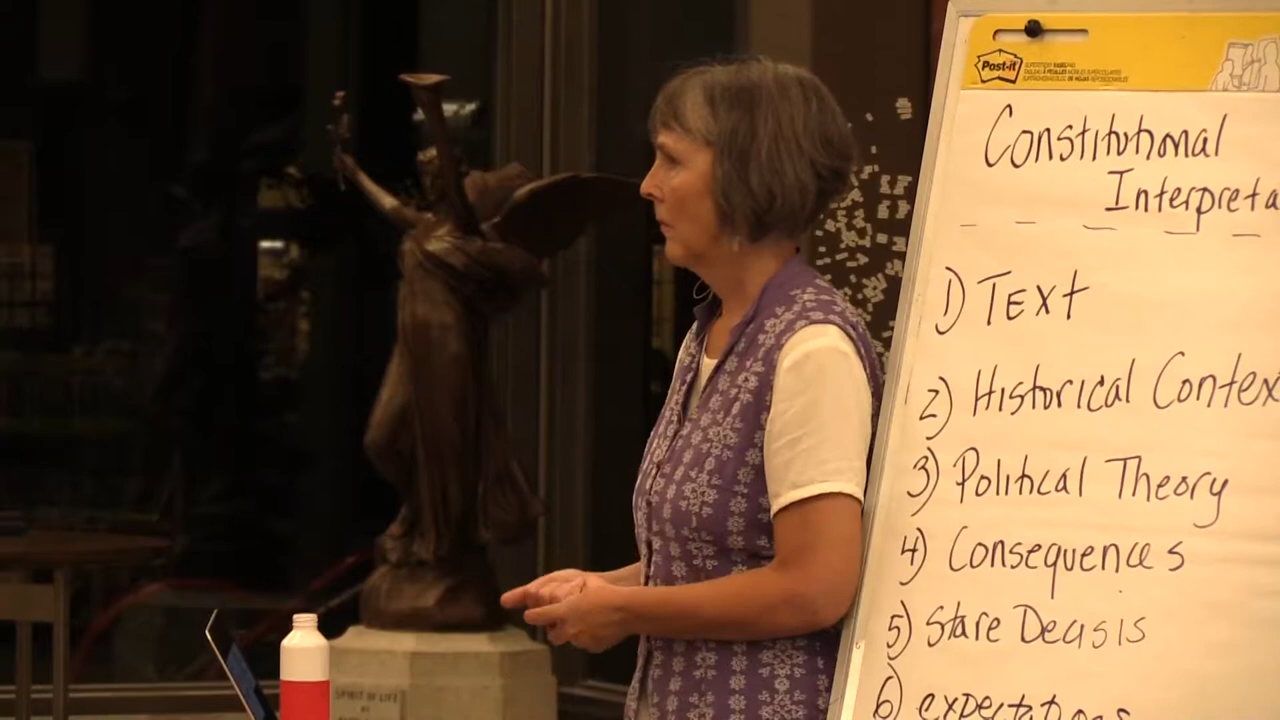 Post-it
Constitutional
Interpreta
1) TEXT
2) Historical Contex
3) Political Theory
4) Consequences
5) Stare Decisis
6) expectations
SPIRIT OF LIFE
BY